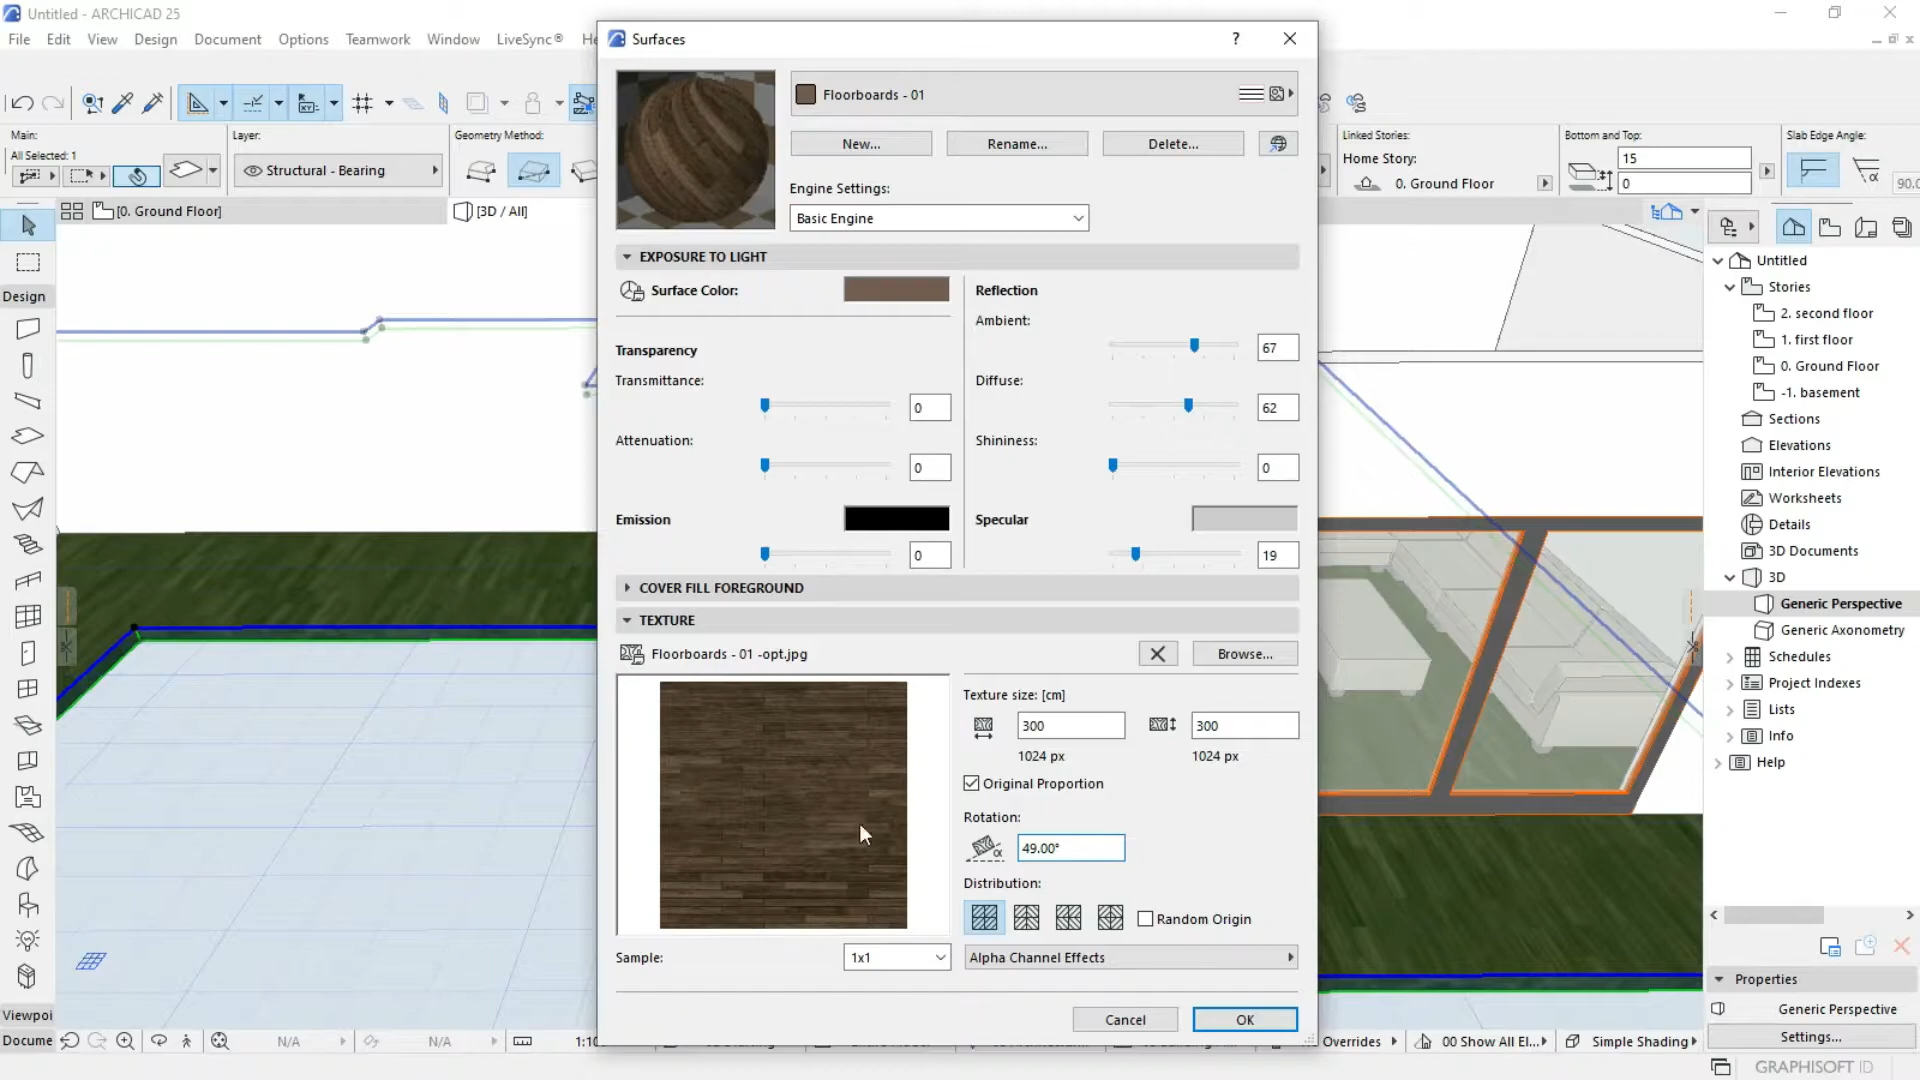 Untitled - ARCHICAD 25
File Edit View Design Document Options Teamwork Window LiveSync® He
Main:
All Selected: 1
Layer:
Structural - Bearing
Geometry Method:
[0. Ground Floor]
[3D / All]
Design
Viewpoi
Docume
N/A
N/A
1:10
Surfaces
?
Floorboards - 01
New...
Rename...
Delete...
Engine Settings:
Basic Engine
EXPOSURE TO LIGHT
Surface Color:
Transparency
Transmittance:
0
Attenuation:
0
Emission
0
Reflection
Ambient:
67
Diffuse:
62
Shininess:
0
Specular
19
COVER FILL FOREGROUND
TEXTURE
Floorboards - 01 -opt.jpg
Browse...
Texture size: [cm]
300
300
1024 px
1024 px
Original Proportion
Rotation:
49.00°
Distribution:
Random Origin
Sample:
1x1
Alpha Channel Effects
Cancel
OK
Linked Stories:
Home Story:
0. Ground Floor
Bottom and Top:
15
0
Slab Edge Angle:
90.0
Untitled
Stories
2. second floor
1. first floor
0. Ground Floor
-1. basement
Sections
Elevations
Interior Elevations
Worksheets
Details
3D Documents
3D
Generic Perspective
Generic Axonometry
Schedules
Project Indexes
Lists
Info
Help
Properties
Generic Perspective
Settings...
Overrides
00 Show All El...
Simple Shading
GRAPHISOFT ID